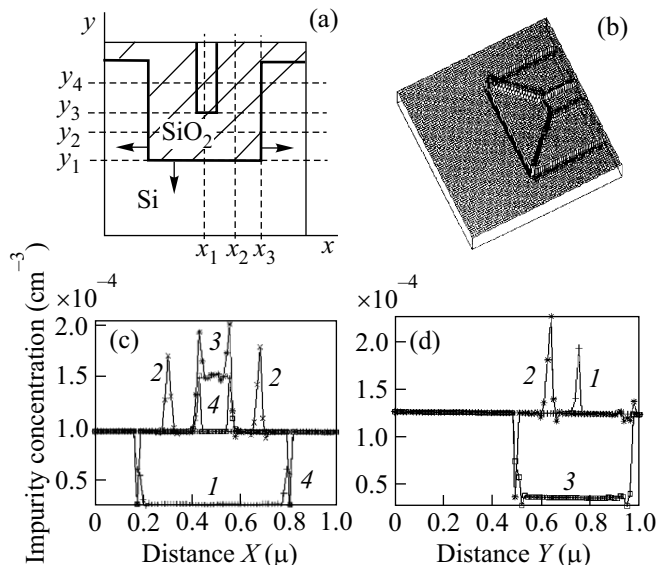 y
(a)
(b)
y4
y3
SiO2
y2
y1
Si
x1
x2
x3
x
Impurity concentration (cm−3)
×10−4
×10−4
2.0
(c)
3
2
2
1.5
4
1.0
0.5
1
4
0
0.2
0.4
0.6
0.8
1.0
Distance X (μ)
2.0
(d)
2
1
1.5
1.0
3
0.5
0
0.2
0.4
0.6
0.8
1.0
Distance Y (μ)